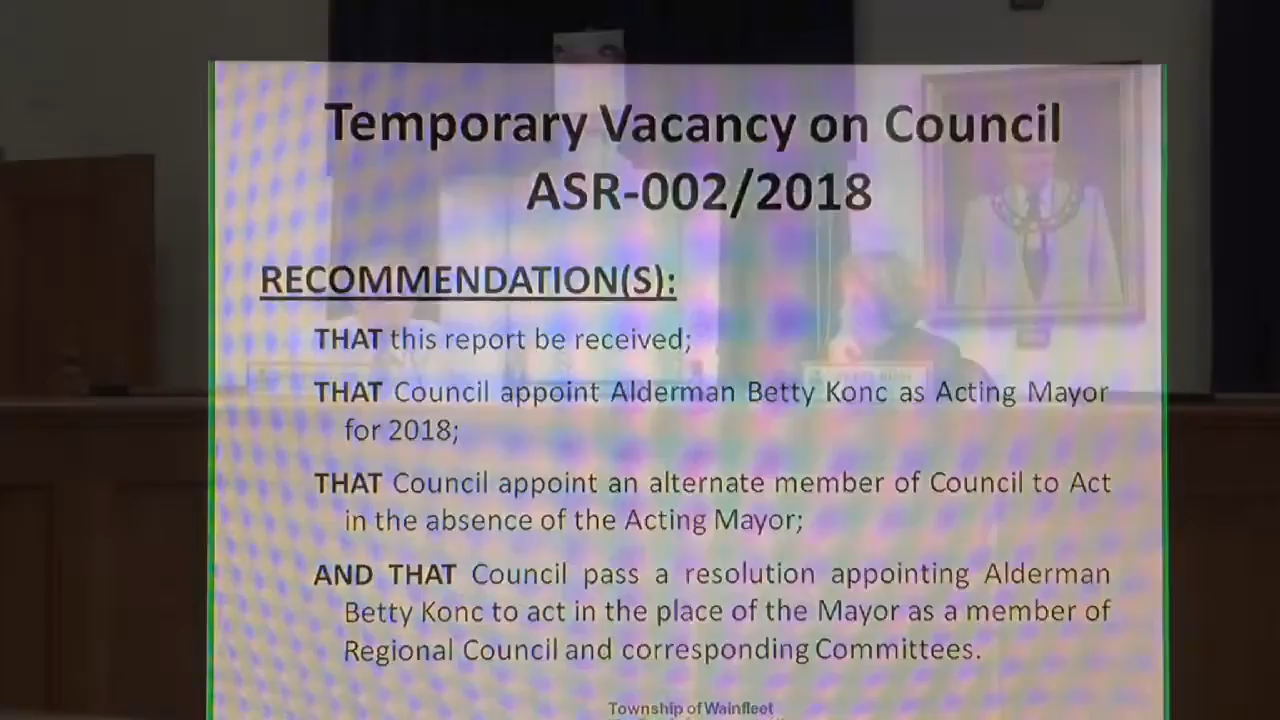 Temporary Vacancy on Council
ASR-002/2018
RECOMMENDATION(S):
THAT this report be received;
THAT Council appoint Alderman Betty Konc as Acting Mayor
for 2018;
THAT Council appoint an alternate member of Council to Act
in the absence of the Acting Mayor;
AND THAT Council pass a resolution appointing Alderman
Betty Konc to act in the place of the Mayor as a member of
Regional Council and corresponding Committees.
Township of Wainfleet